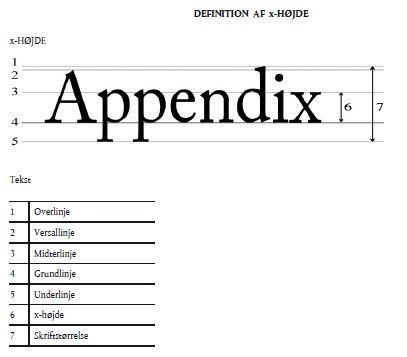 DEFINITION AF x-HØJDE
x-HØJDE
1
2
3
4
5
Appendix
6
7
Tekst
1 Overlinje
2 Versallinje
3 Midterlinje
4 Grundlinje
5 Underlinje
6 x-højde
7 Skriftstørrelse